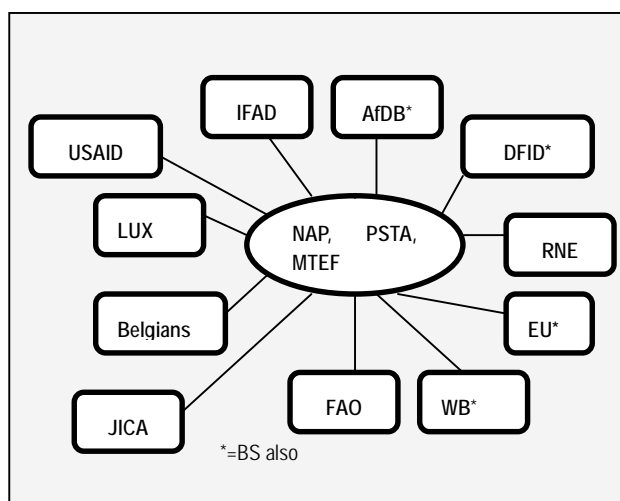 IFAD
AfDB*
USAID
DFID*
LUX
NAP, PSTA,
MTEF
RNE
Belgians
EU*
FAO
WB*
JICA
*=BS also